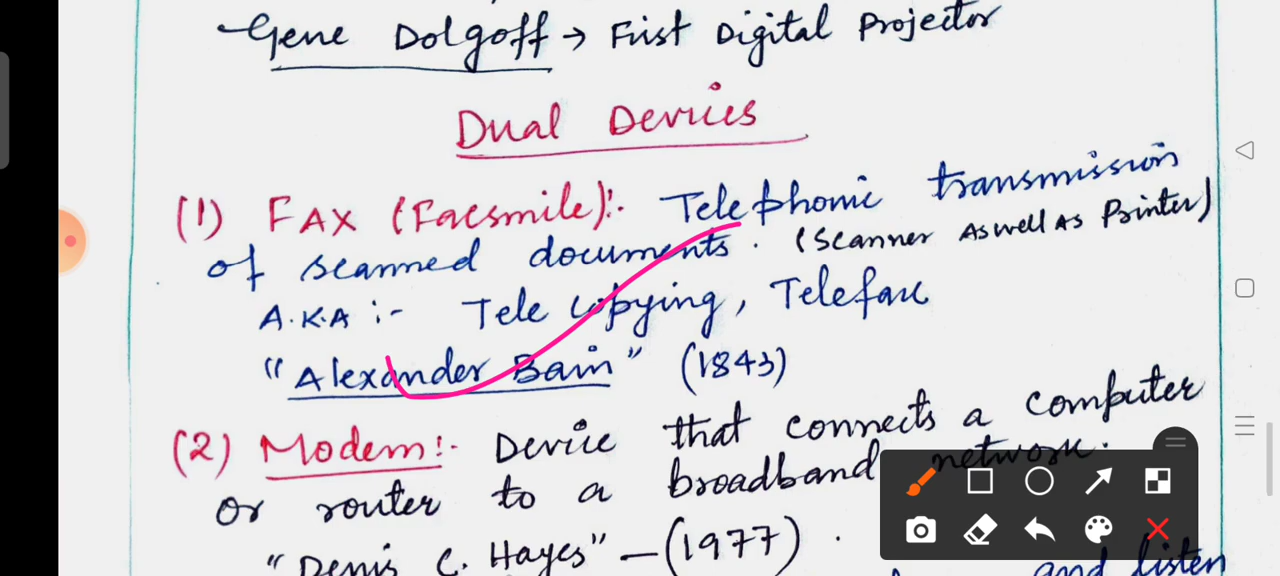 Gene Dolgoff → First Digital Projector
Dual Devices
(1) FAX (Facsmile):- Telephonic transmission
of scanned documents. (Scanner As well As Printer)
A.K.A :- Tele Copying, Telefax
"Alexander Bain" (1843)
(2) Modem:- Device that connects a computer
or router to a broadband network.
"Denis C. Hayes" — (1977).
and listen